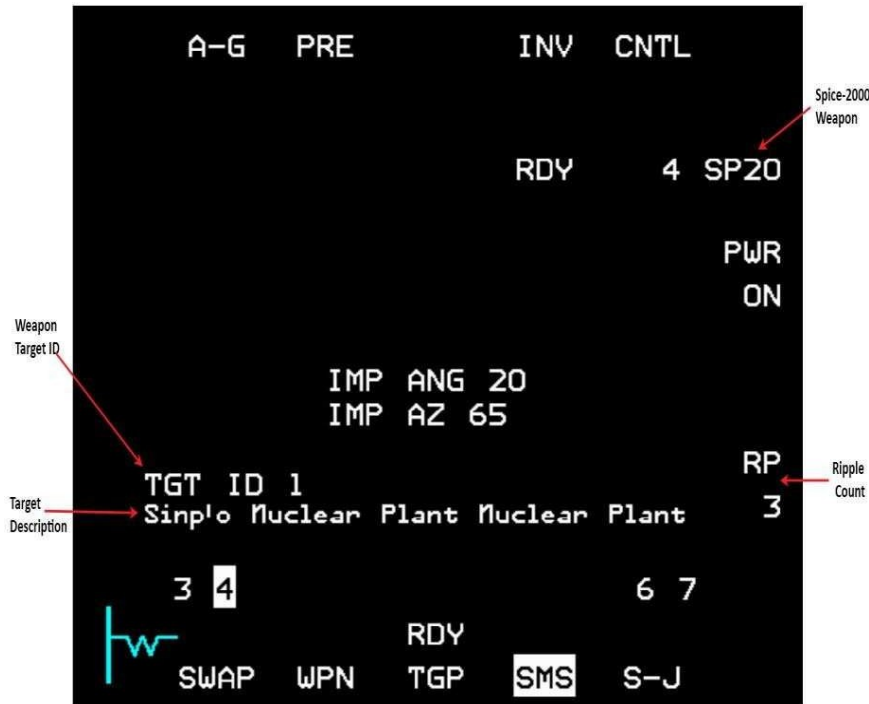 A-G PRE INV CNTL
Spice-2000
Weapon
RDY 4 SP20
PWR
ON
Weapon
Target ID
IMP ANG 20
IMP AZ 65
TGT ID 1
RP
Ripple
Count
Target
Description
Sinp'o Nuclear Plant Nuclear Plant
3
3 4 6 7
RDY
SWAP WPN TGP SMS S-J